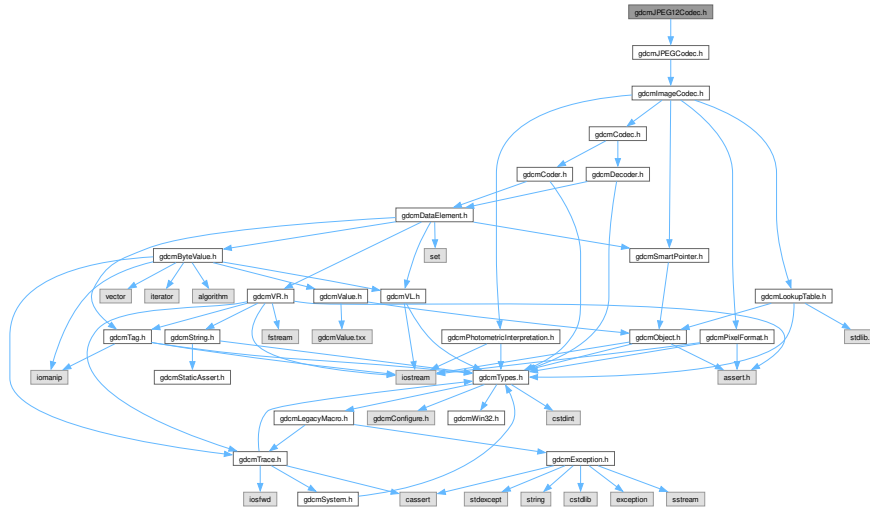 gdcmJPEG12Codec.h
gdcmJPEGCodec.h
gdcmImageCodec.h
gdcmCodec.h
gdcmCoder.h
gdcmDecoder.h
gdcmDataElement.h
gdcmByteValue.h
set
gdcmSmartPointer.h
vector
iterator
algorithm
gdcmVR.h
gdcmValue.h
gdcmVL.h
gdcmLookupTable.h
gdcmTag.h
gdcmString.h
fstream
gdcmValue.txx
gdcmPhotometricInterpretation.h
gdcmObject.h
gdcmPixelFormat.h
stdlib.
iomanip
gdcmStaticAssert.h
iostream
gdcmTypes.h
assert.h
gdcmLegacyMacro.h
gdcmConfigure.h
gdcmWin32.h
cstdint
gdcmTrace.h
gdcmException.h
iosfwd
gdcmSystem.h
cassert
stdexcept
string
cstdlib
exception
sstream